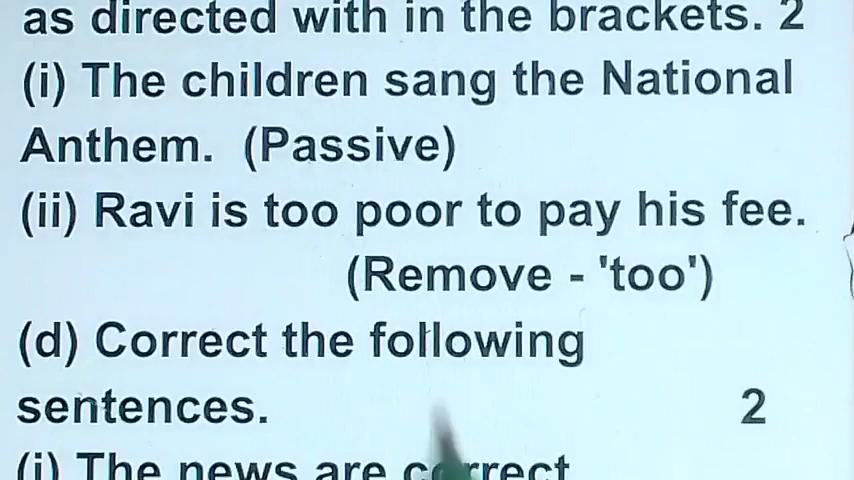 as directed with in the brackets. 2
(i) The children sang the National
Anthem. (Passive)
(ii) Ravi is too poor to pay his fee.
(Remove - 'too')
(d) Correct the following
sentences. 2
(i) The news are correct